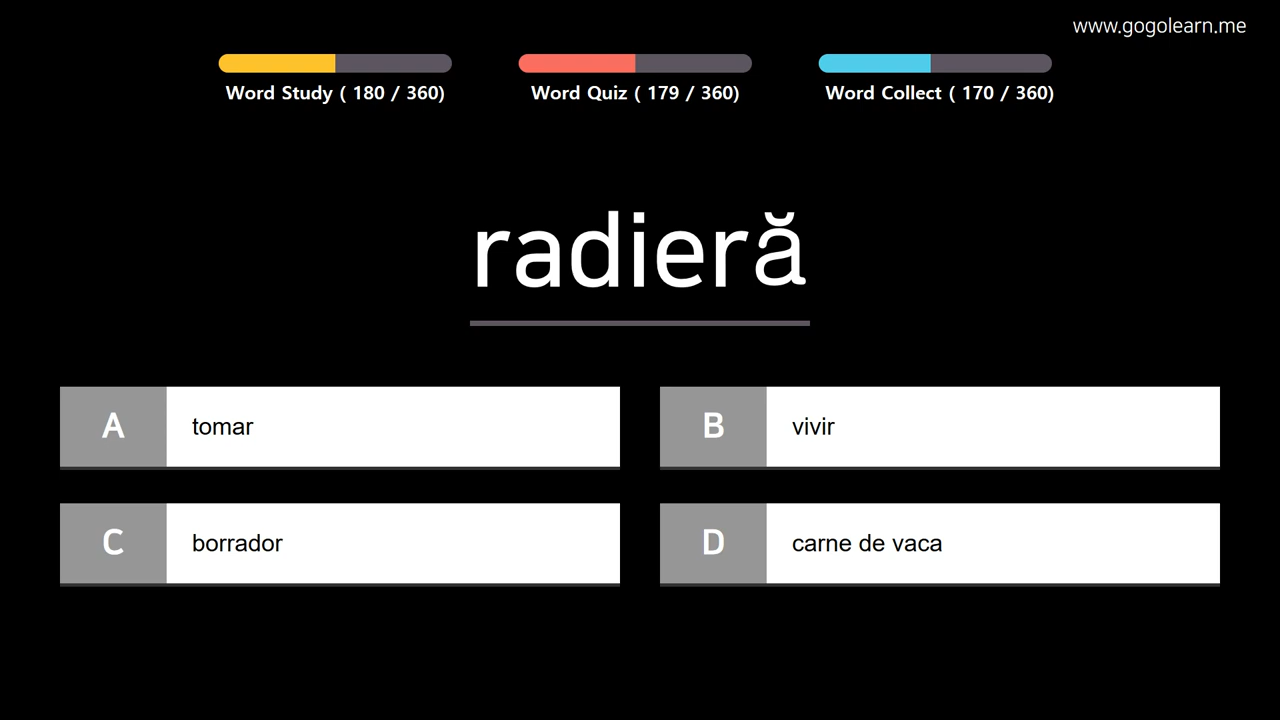 www.gogolearn.me
Word Study ( 180 / 360)
Word Quiz ( 179 / 360)
Word Collect ( 170 / 360)
radieră
A tomar
B vivir
C borrador
D carne de vaca